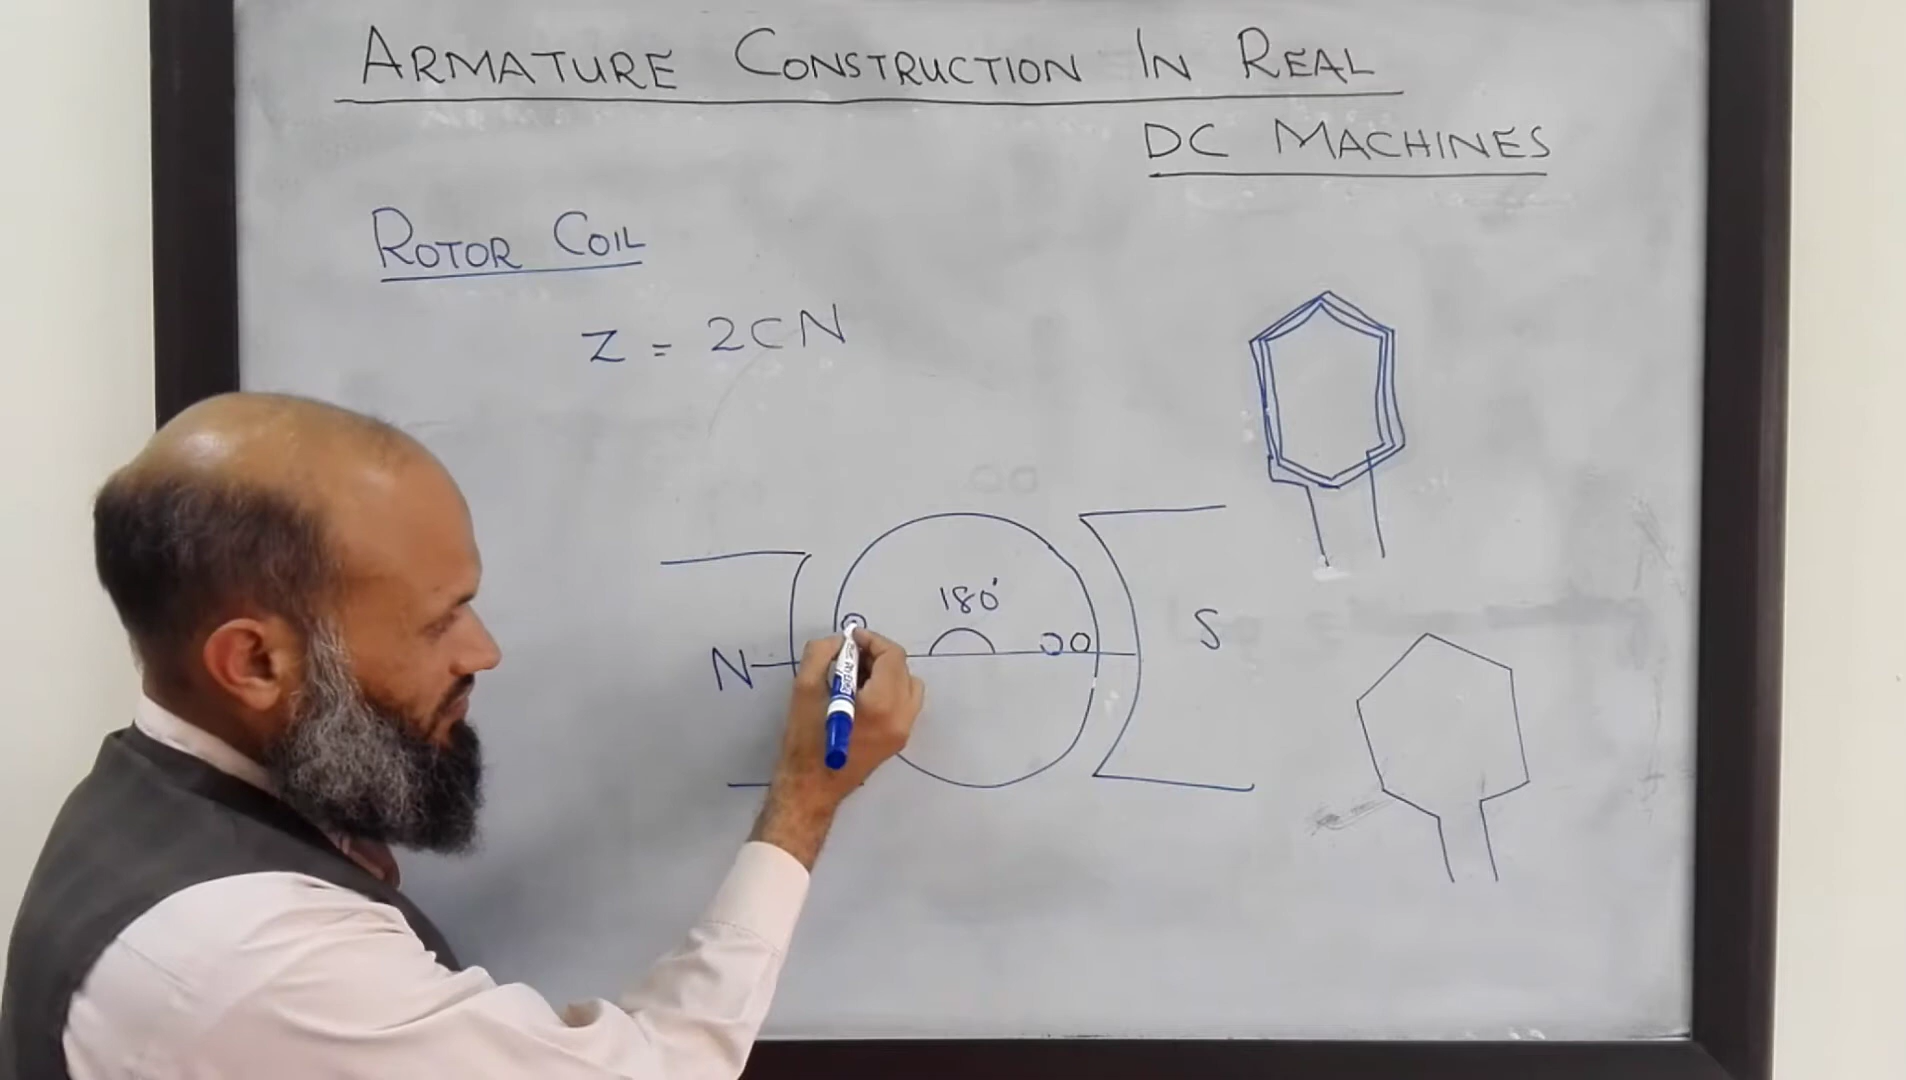 ARMATURE CONSTRUCTION IN REAL
DC MACHINES
ROTOR COIL
Z = 2CN
180°
N
S